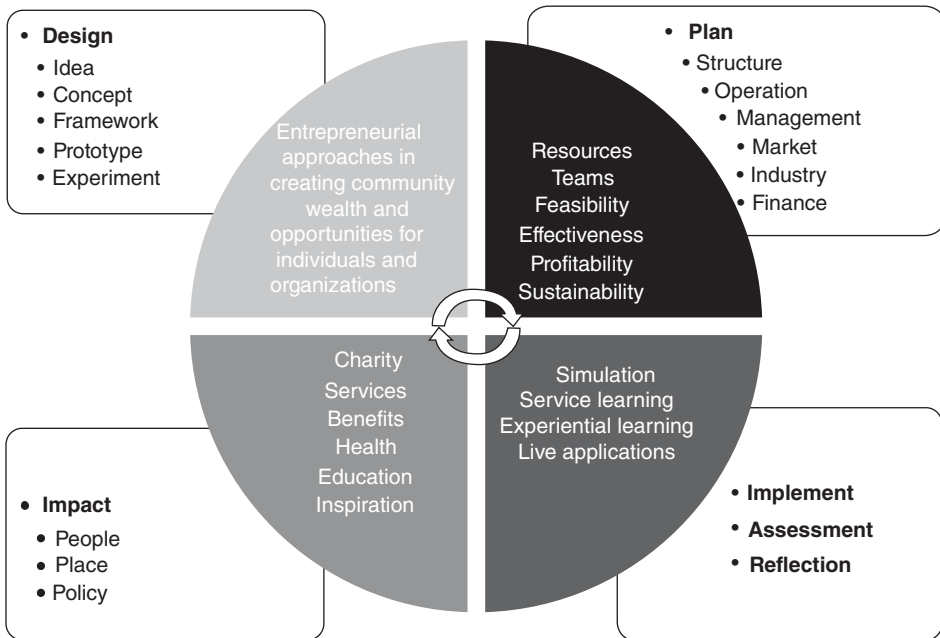 • Design
• Idea
• Concept
• Framework
• Prototype
• Experiment
Entrepreneurial
approaches in
creating community
wealth and
opportunities for
individuals and
organizations
• Plan
• Structure
• Operation
• Management
• Market
• Industry
• Finance
Resources
Teams
Feasibility
Effectiveness
Profitability
Sustainability
Charity
Services
Benefits
Health
Education
Inspiration
• Impact
• People
• Place
• Policy
Simulation
Service learning
Experiential learning
Live applications
• Implement
• Assessment
• Reflection